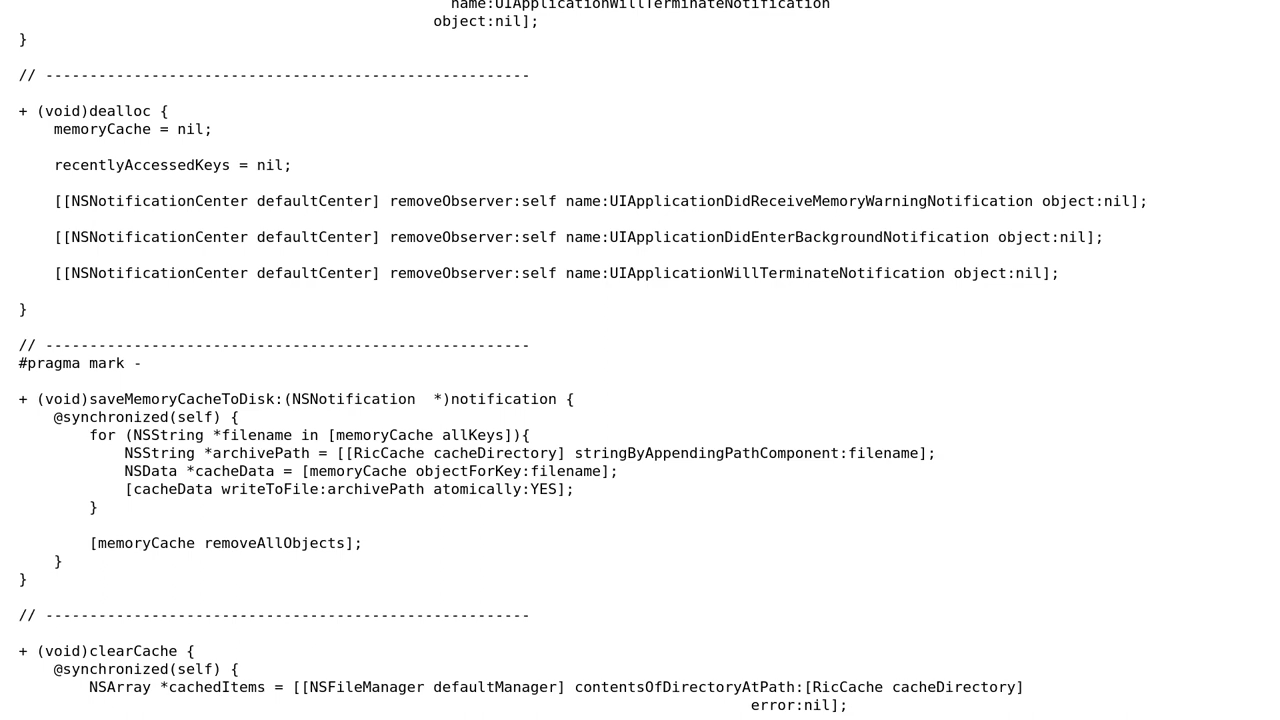 name:UIApplicationWillTerminateNotification
object:nil];
}
// -------------------------------------------------------
+ (void)dealloc {
memoryCache = nil;
recentlyAccessedKeys = nil;
[[NSNotificationCenter defaultCenter] removeObserver:self name:UIApplicationDidReceiveMemoryWarningNotification object:nil];
[[NSNotificationCenter defaultCenter] removeObserver:self name:UIApplicationDidEnterBackgroundNotification object:nil];
[[NSNotificationCenter defaultCenter] removeObserver:self name:UIApplicationWillTerminateNotification object:nil];
}
// -------------------------------------------------------
#pragma mark -
+ (void)saveMemoryCacheToDisk:(NSNotification  *)notification {
@synchronized(self) {
for (NSString *filename in [memoryCache allKeys]){
NSString *archivePath = [[RicCache cacheDirectory] stringByAppendingPathComponent:filename];
NSData *cacheData = [memoryCache objectForKey:filename];
[cacheData writeToFile:archivePath atomically:YES];
}
[memoryCache removeAllObjects];
}
}
// -------------------------------------------------------
+ (void)clearCache {
@synchronized(self) {
NSArray *cachedItems = [[NSFileManager defaultManager] contentsOfDirectoryAtPath:[RicCache cacheDirectory]
error:nil];